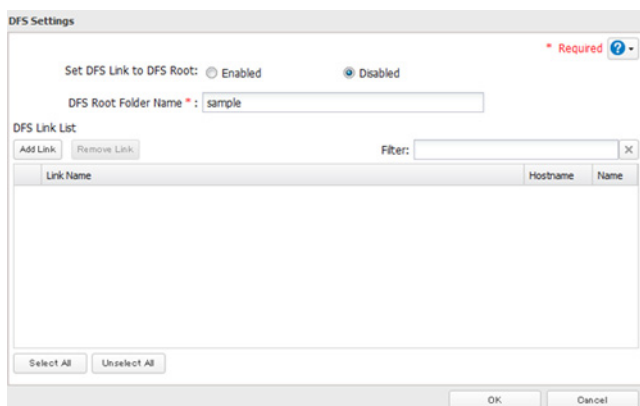 DFS Settings
* Required ?
Set DFS Link to DFS Root: Enabled Disabled
DFS Root Folder Name * : sample
DFS Link List
Add Link Remove Link Filter:
Link Name Hostname Name
Select All Unselect All
OK Cancel